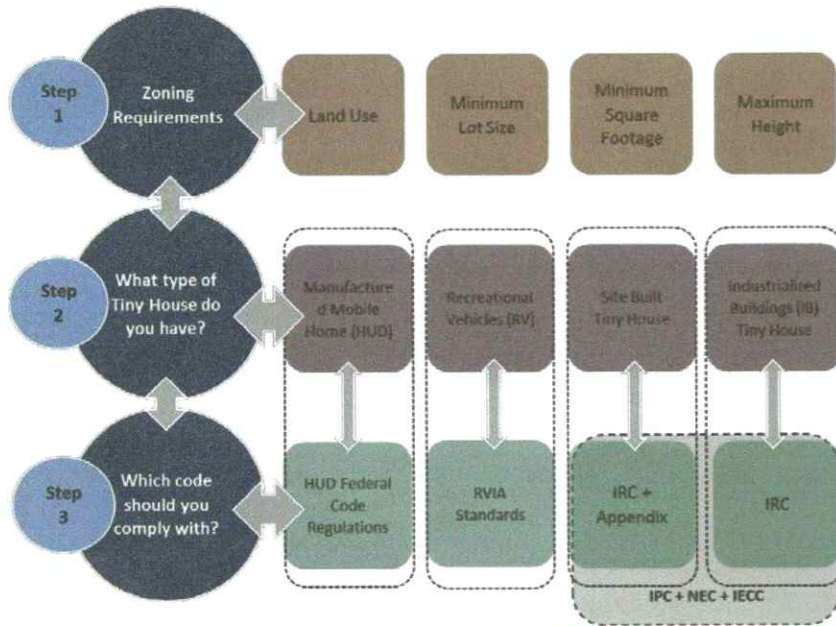 Step
1
Zoning
Requirements
Land Use
Minimum
Lot Size
Minimum
Square
Footage
Maximum
Height
Step
2
What type of
Tiny House do
you have?
Manufacture
d Mobile
Home (HUD)
Recreational
Vehicles (RV)
Site Built
Tiny House
Industrialized
Buildings (IB)
Tiny House
Step
3
Which code
should you
comply with?
HUD Federal
Code
Regulations
RVIA
Standards
IRC +
Appendix
IRC
IPC + NEC + IECC